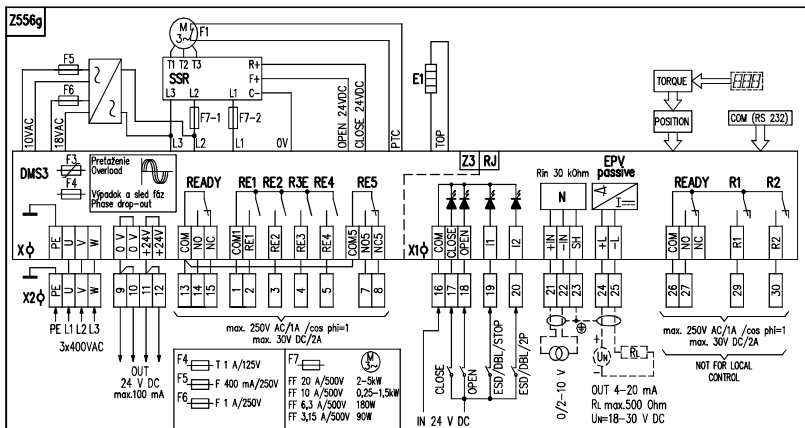 Z556g
M
3~
F1
T1 T2 T3
SSR
R+
F+
C-
L3 L2 L1
F5
F6
F7-1
F7-2
10VAC
18VAC
L3 L2 L1
0V
OPEN 24VDC
CLOSE 24VDC
PTC
E1
TOP
TORQUE
POSITION
COM (RS 232)
DMS3
F3
F4
Preťaženie
Overload
Výpadok a sled fáz
Phase drop-out
READY
RE1 RE2 R3E RE4
RE5
Z3 RJ
Rin 30 kOhm
N
EPV
passive
I=
READY
R1
R2
X
PE
U
V
W
0 V
0 V
+24V
+24V
COM
NO
NC
COM1
RE1
RE2
RE3
RE4
COM5
NO5
NC5
X1
COM
CLOSE
OPEN
I1
I2
+IN
-IN
SH
+L
-L
COM
NO
NC
R1
R2
X2
PE
U
V
W
9
10
11
12
13
14
15
1
2
3
4
5
7
8
16
17
18
19
20
21
22
23
24
25
26
27
29
30
PE L1 L2 L3
3x400VAC
OUT
24 V DC
max.100 mA
max. 250V AC/1A /cos phi=1
max. 30V DC/2A
F4 T 1 A/125V
F5 F 400 mA/250V
F6 F 1 A/250V
F7
M
3~
FF 20 A/500V 2-5kW
FF 10 A/500V 0,25-1,5kW
FF 6,3 A/500V 180W
FF 3,15 A/500V 90W
CLOSE
OPEN
ESD/DBL/STOP
ESD/DBL/2P
IN 24 V DC
0/2-10 V
+
UN
-
RL
OUT 4-20 mA
RL max.500 Ohm
UN=18-30 V DC
max. 250V AC/1A /cos phi=1
max. 30V DC/2A
NOT FOR LOCAL
CONTROL